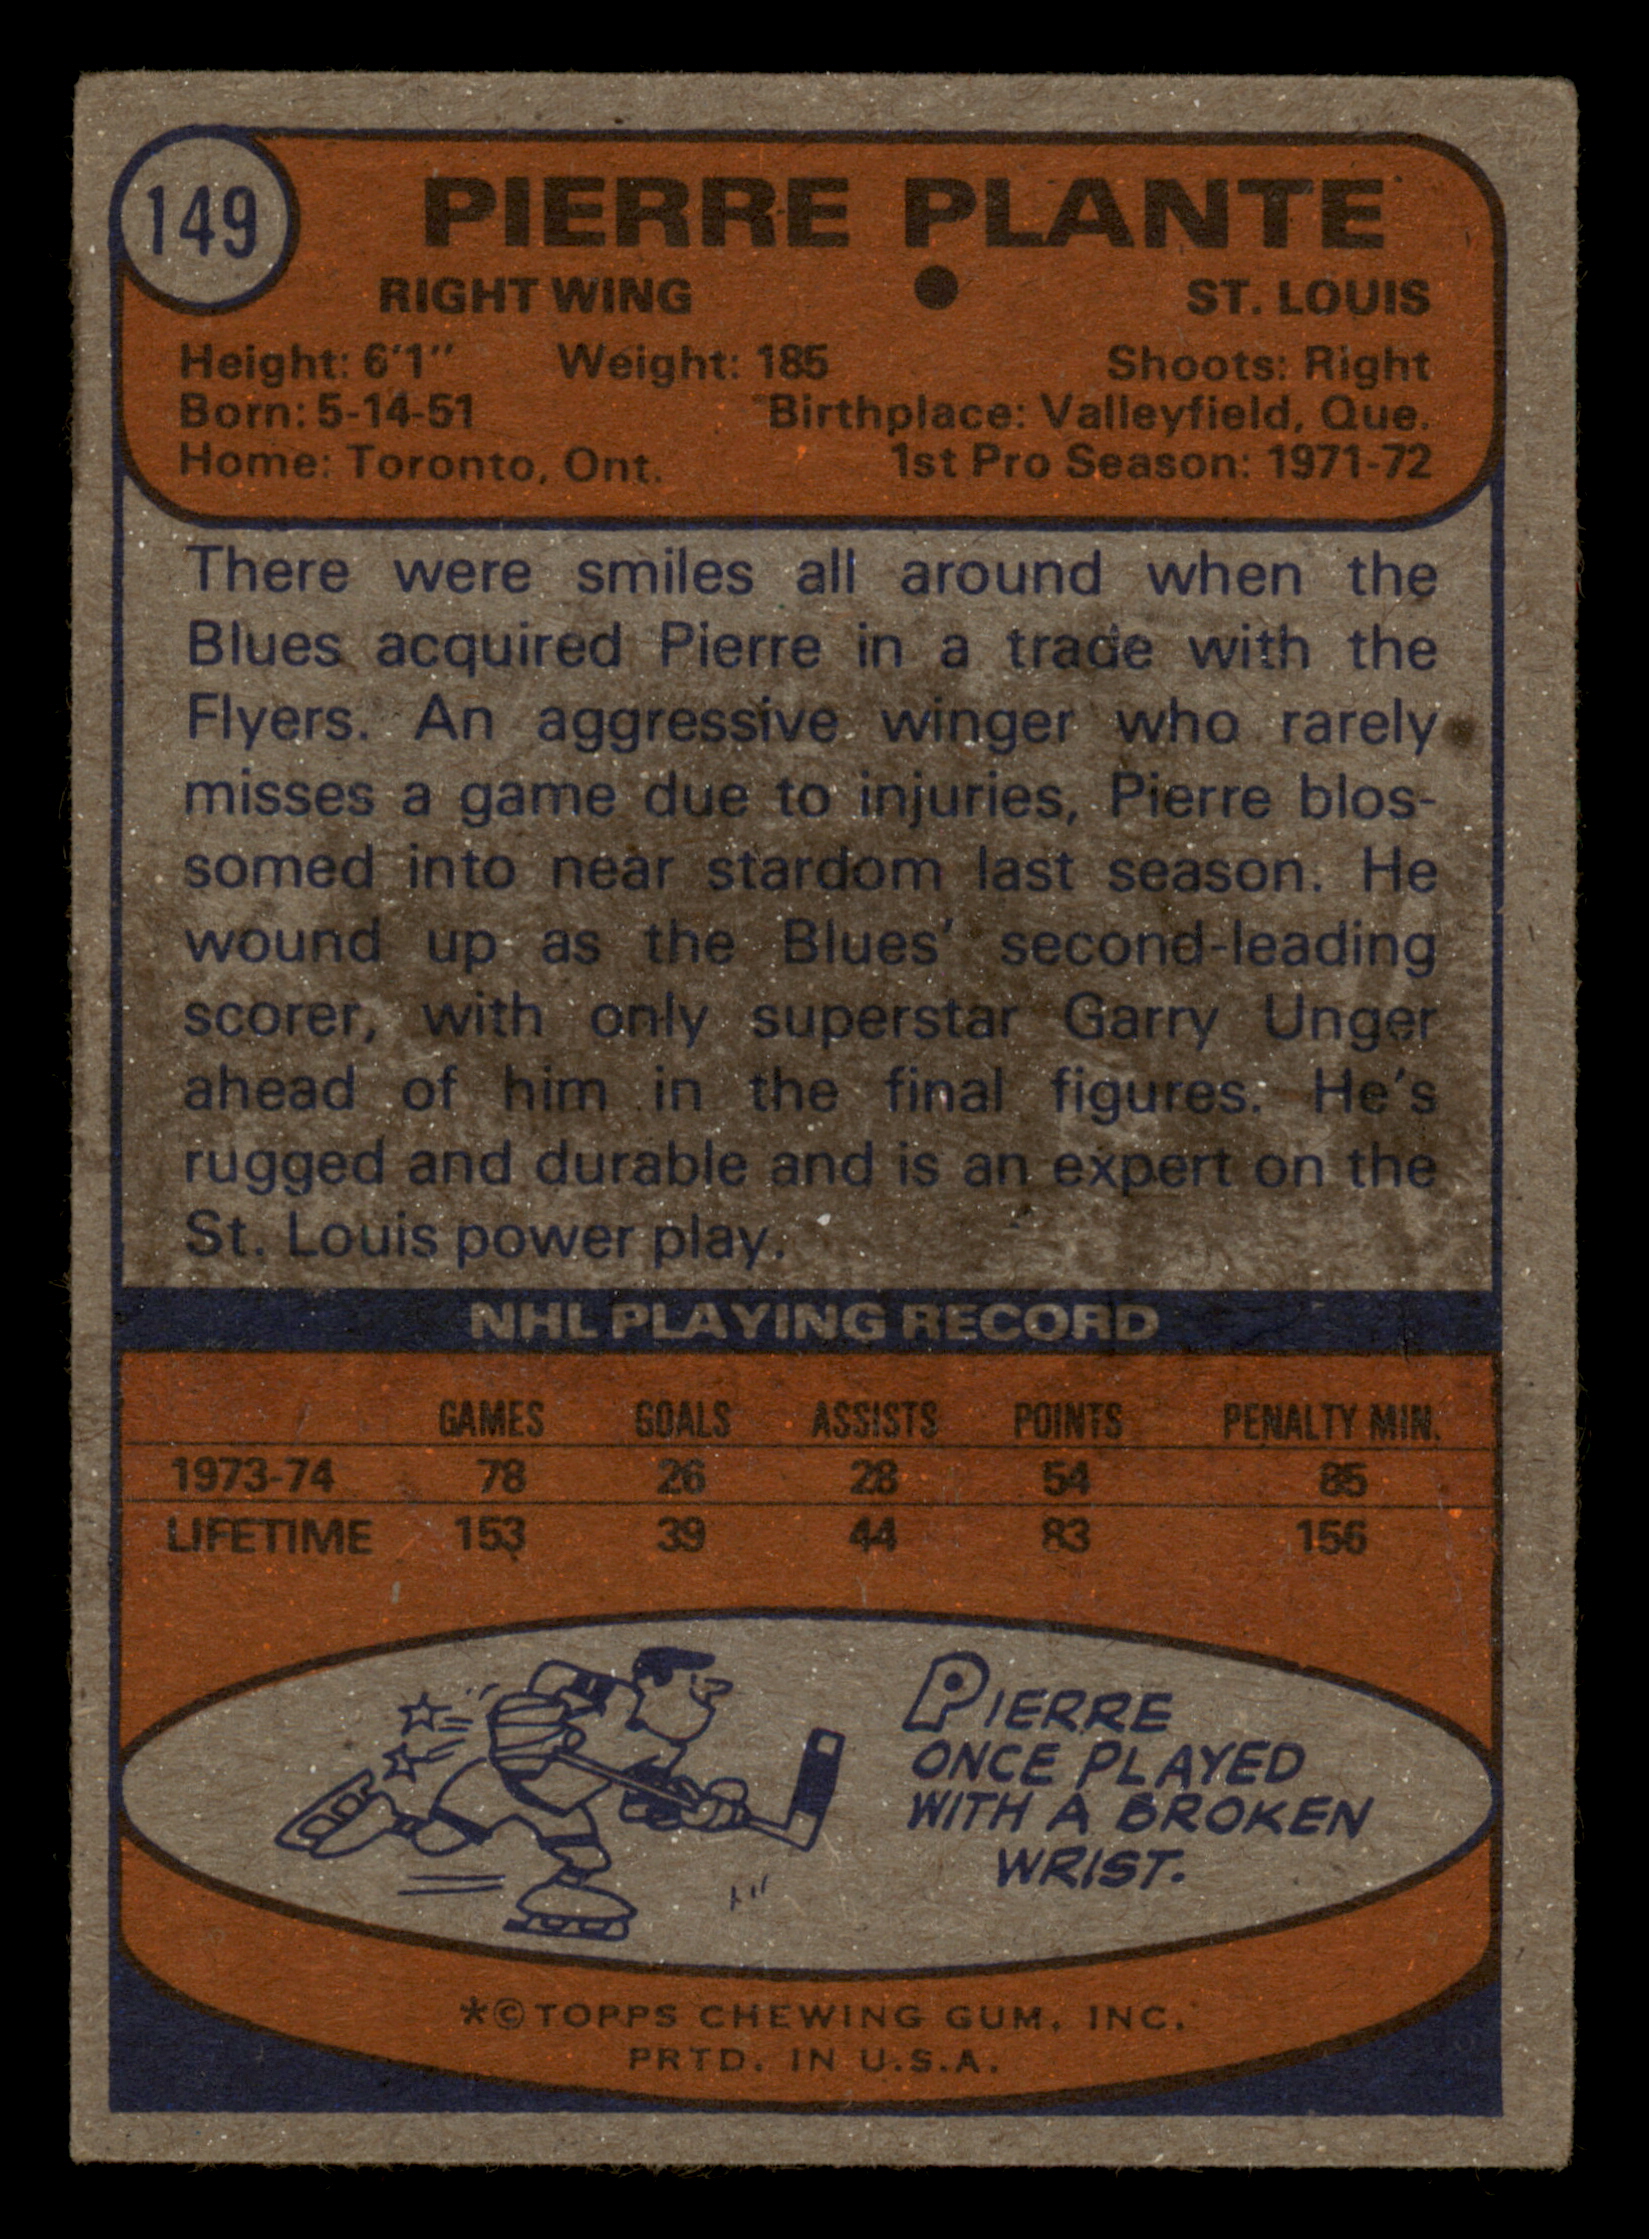 149
PIERRE PLANTE
RIGHT WING ● ST. LOUIS
Height: 6'1" Weight: 185 Shoots: Right
Born: 5-14-51 Birthplace: Valleyfield, Que.
Home: Toronto, Ont. 1st Pro Season: 1971-72
There were smiles all around when the
Blues acquired Pierre in a trade with the
Flyers. An aggressive winger who rarely
misses a game due to injuries, Pierre blos-
somed into near stardom last season. He
wound up as the Blues' second-leading
scorer, with only superstar Garry Unger
ahead of him in the final figures. He's
rugged and durable and is an expert on the
St. Louis power play.
NHL PLAYING RECORD
GAMES GOALS ASSISTS POINTS PENALTY MIN.
1973-74 78 26 28 54 85
LIFETIME 153 39 44 83 156
PIERRE
ONCE PLAYED
WITH A BROKEN
WRIST.
*© TOPPS CHEWING GUM, INC.
PRTD. IN U.S.A.